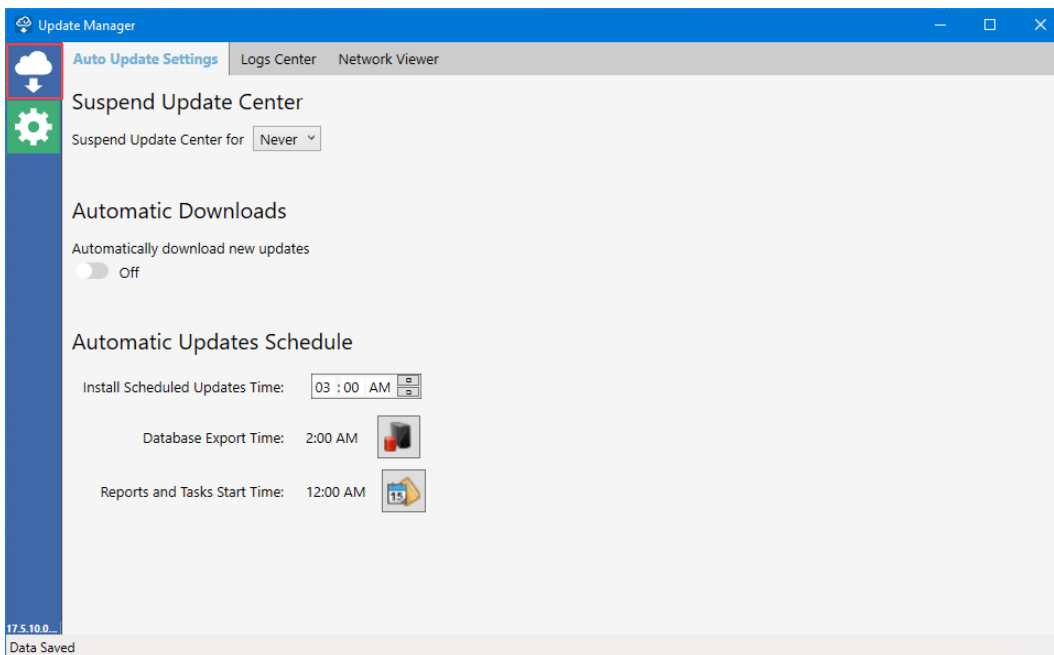 Update Manager
Auto Update Settings Logs Center Network Viewer
Suspend Update Center
Suspend Update Center for Never
Automatic Downloads
Automatically download new updates
Off
Automatic Updates Schedule
Install Scheduled Updates Time: 03 : 00 AM
Database Export Time: 2:00 AM
Reports and Tasks Start Time: 12:00 AM
15
17.5.10.0...
Data Saved